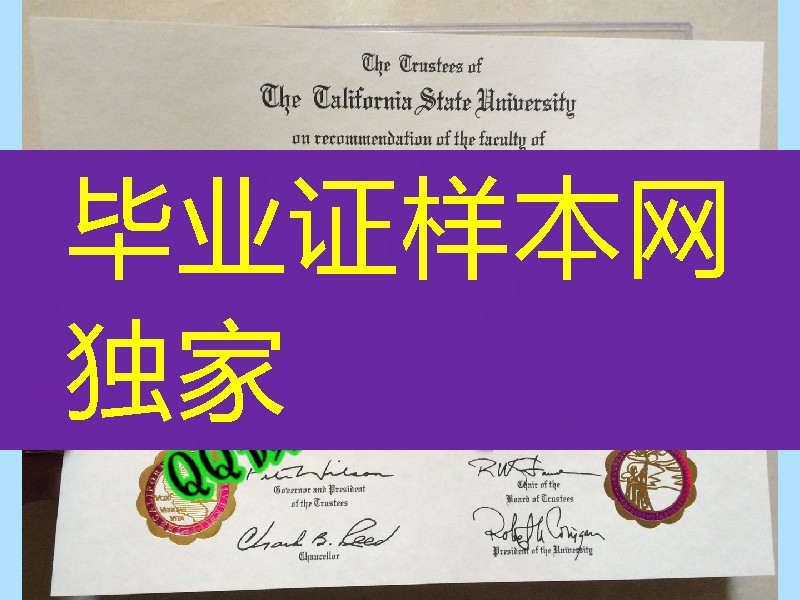 The Trustees of
The California State University
on recommendation of the faculty of
毕业证样本网
独家
QQ
Governor and President
of the Trustees
Chair of the
Board of Trustees
Chancellor
President of the University